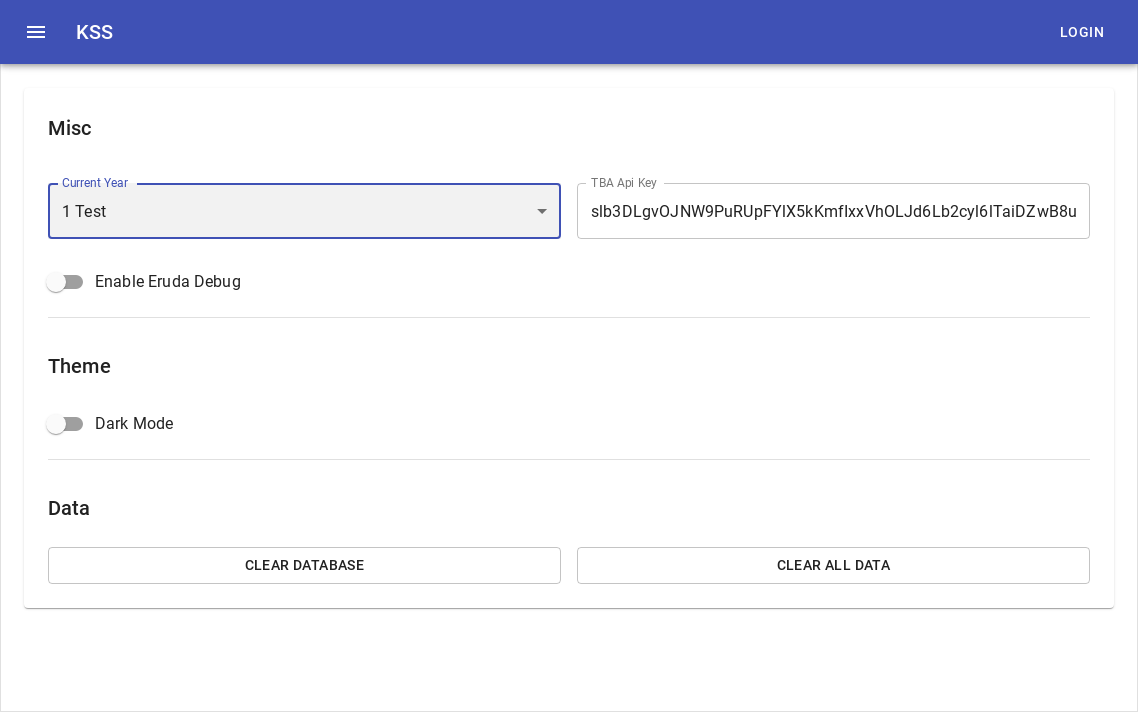 KSS
LOGIN
Misc
Current Year
1 Test
TBA Api Key
Enable Eruda Debug
Theme
Dark Mode
Data
CLEAR DATABASE
CLEAR ALL DATA